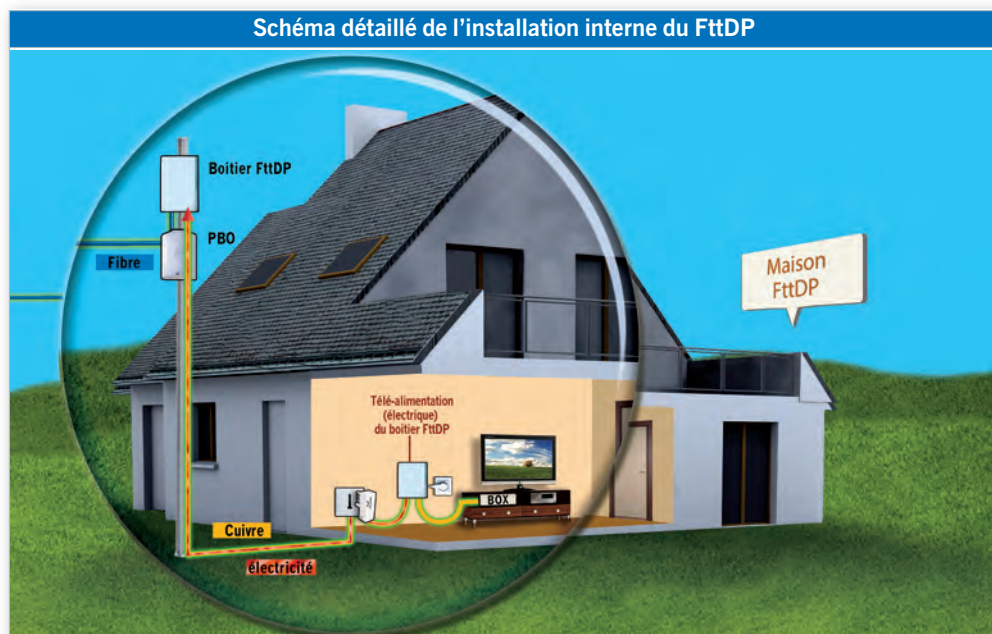 Schéma détaillé de l'installation interne du FttDP
Boitier FttDP
PBO
Fibre
Maison
FttDP
Télé-alimentation
(électrique)
du boitier FttDP
BOX
Cuivre
électricité